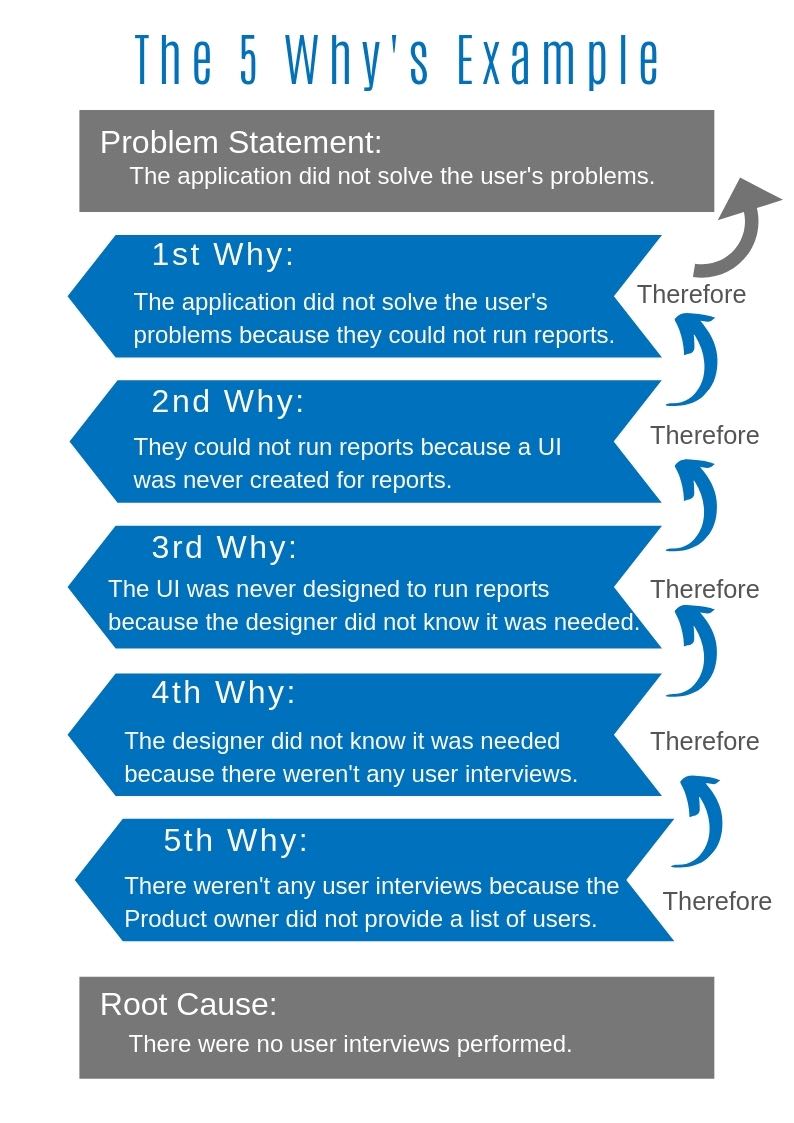 The 5 Why's Example
Problem Statement:
The application did not solve the user's problems.
1st Why:
The application did not solve the user's
problems because they could not run reports.
Therefore
2nd Why:
They could not run reports because a UI
was never created for reports.
Therefore
3rd Why:
The UI was never designed to run reports
because the designer did not know it was needed.
Therefore
4th Why:
The designer did not know it was needed
because there weren't any user interviews.
Therefore
5th Why:
There weren't any user interviews because the
Product owner did not provide a list of users.
Therefore
Root Cause:
There were no user interviews performed.